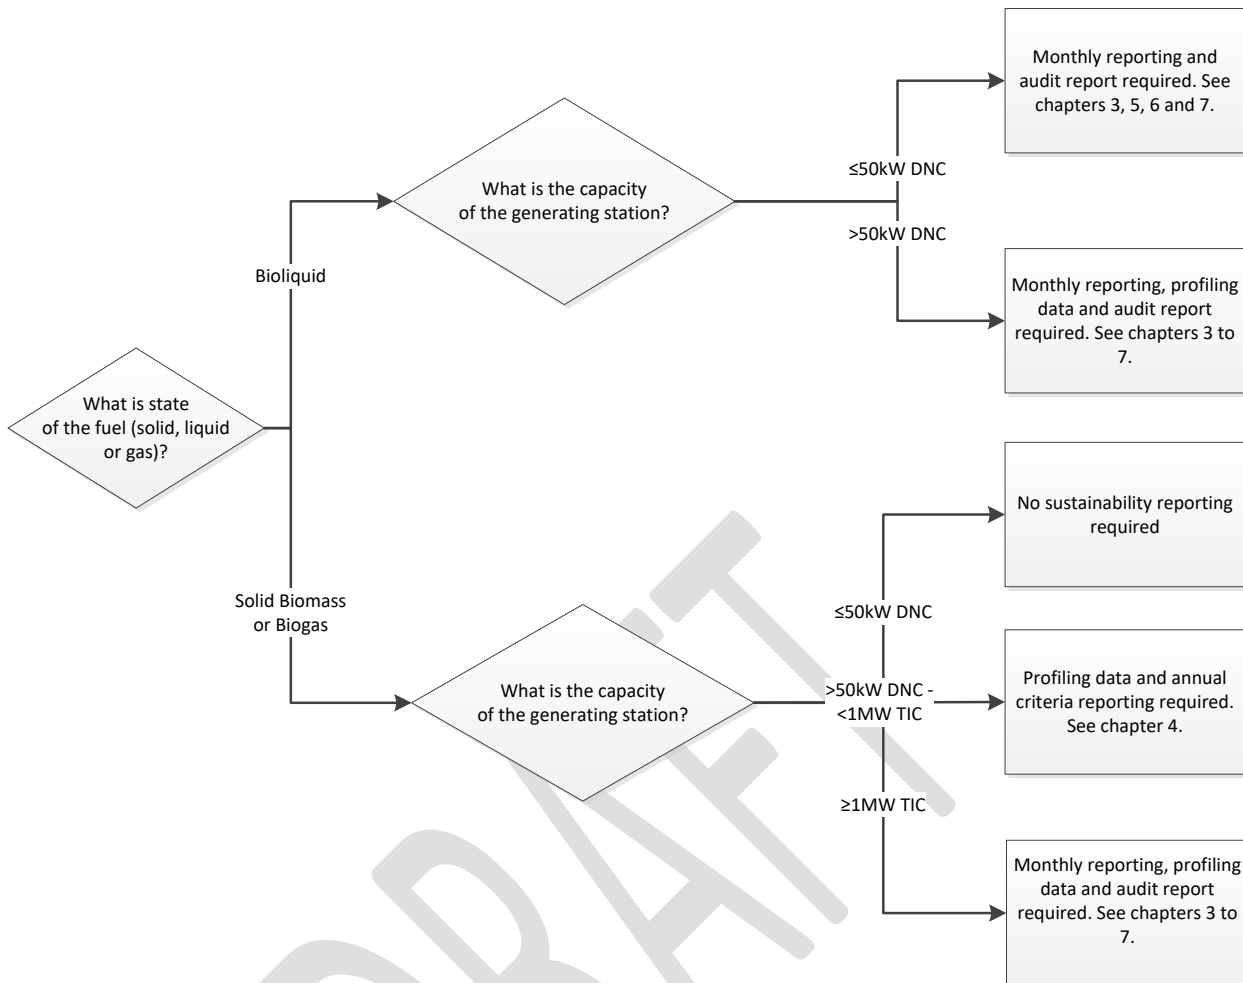 What is state
of the fuel (solid, liquid
or gas)?
Bioliquid
What is the capacity
of the generating station?
≤50kW DNC
Monthly reporting and
audit report required. See
chapters 3, 5, 6 and 7.
>50kW DNC
Monthly reporting, profiling
data and audit report
required. See chapters 3 to
7.
Solid Biomass
or Biogas
What is the capacity
of the generating station?
≤50kW DNC
No sustainability reporting
required
>50kW DNC -
<1MW TIC
Profiling data and annual
criteria reporting required.
See chapter 4.
≥1MW TIC
Monthly reporting, profiling
data and audit report
required. See chapters 3 to
7.
DRAFT